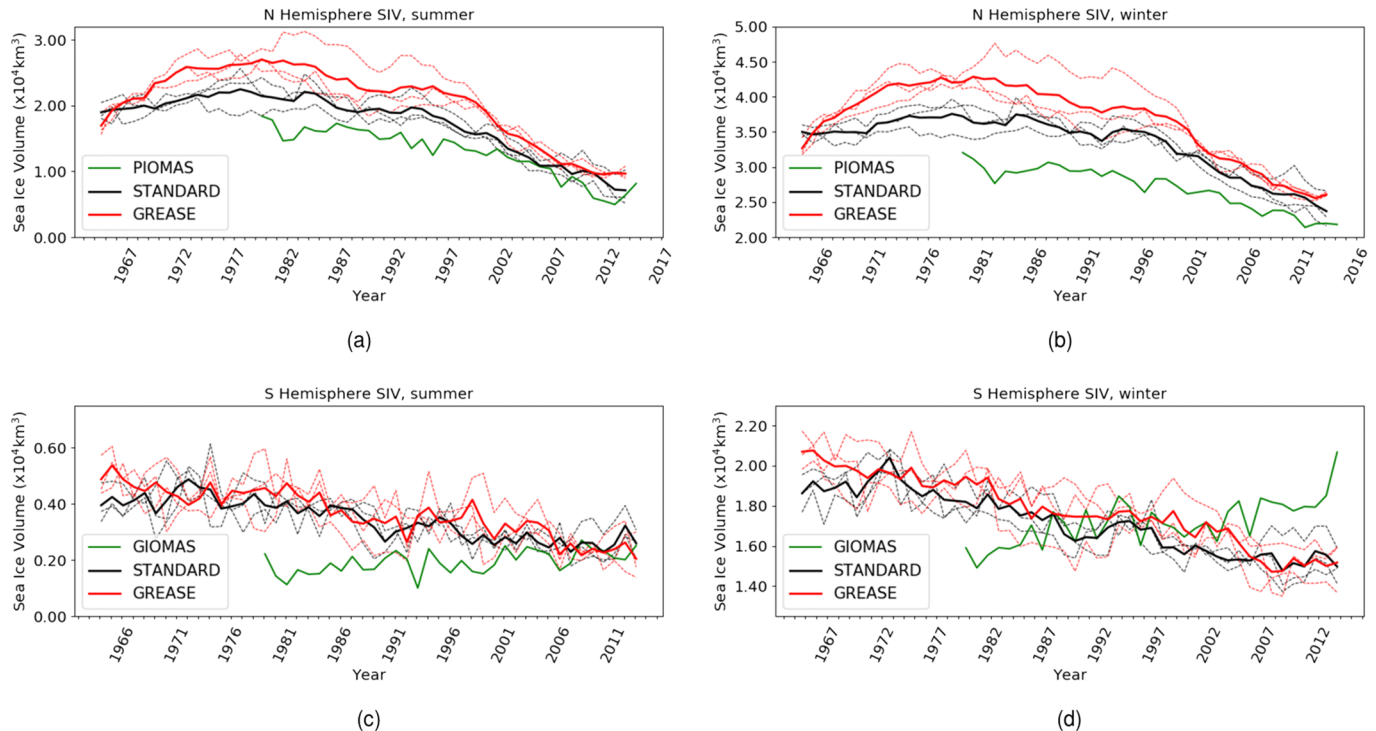 N Hemisphere SIV, summer
Sea Ice Volume (x10⁴km³)
3.00
2.00
1.00
0.00
PIOMAS
STANDARD
GREASE
1967
1972
1977
1982
1987
1992
1997
2002
2007
2012
2017
Year
(a)
N Hemisphere SIV, winter
Sea Ice Volume (x10⁴km³)
5.00
4.50
4.00
3.50
3.00
2.50
2.00
PIOMAS
STANDARD
GREASE
1966
1971
1976
1981
1986
1991
1996
2001
2006
2011
2016
Year
(b)
S Hemisphere SIV, summer
Sea Ice Volume (x10⁴km³)
0.60
0.40
0.20
0.00
GIOMAS
STANDARD
GREASE
1966
1971
1976
1981
1986
1991
1996
2001
2006
2011
Year
(c)
S Hemisphere SIV, winter
Sea Ice Volume (x10⁴km³)
2.20
2.00
1.80
1.60
1.40
GIOMAS
STANDARD
GREASE
1967
1972
1977
1982
1987
1992
1997
2002
2007
2012
Year
(d)